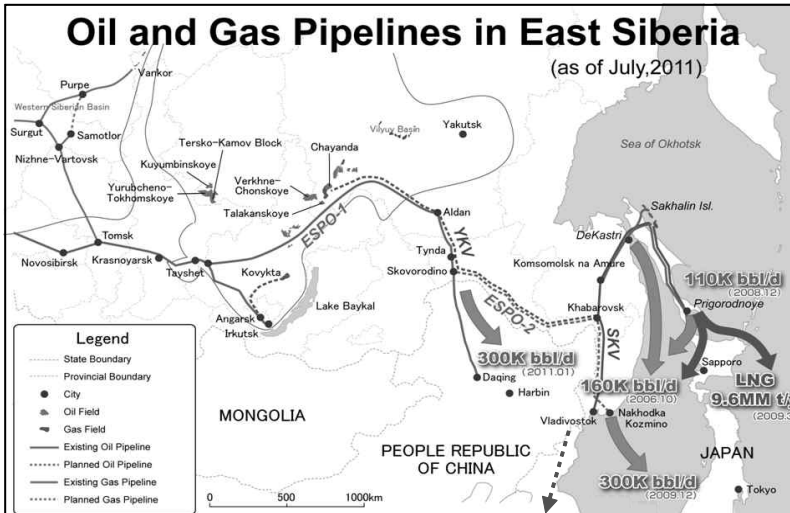 Oil and Gas Pipelines in East Siberia
(as of July,2011)
Vankor
Purpe
Western Siberian Basin
Surgut
Samotlor
Nizhne-Vartovsk
Tersko-Kamov Block
Kuyumbinskoye
Yurubcheno-
Tokhomskoye
Verkhne-
Chonskoye
Chayanda
Talakanskoye
Vilyuy Basin
Yakutsk
Sea of Okhotsk
Sakhalin Isl.
ESPO-1
Aldan
YKV
DeKastri
Tomsk
Novosibirsk
Krasnoyarsk
Tayshet
Kovykta
Tynda
Skovorodino
Komsomolsk na Amure
110K bbl/d
(2008.12)
Prigorodnoye
ESPO-2
Khabarovsk
Lake Baykal
Angarsk
Irkutsk
SKV
300K bbl/d
(2011.01)
Sapporo
Daqing
Harbin
160K bbl/d
(2006.10)
LNG
9.6MM t/
(2009.3
Vladivostok
Nakhodka
Kozmino
MONGOLIA
PEOPLE REPUBLIC
OF CHINA
JAPAN
300K bbl/d
(2009.12)
Tokyo
Legend
State Boundary
Provincial Boundary
City
Oil Field
Gas Field
Existing Oil Pipeline
Planned Oil Pipeline
Existing Gas Pipeline
Planned Gas Pipeline
0 500 1000km